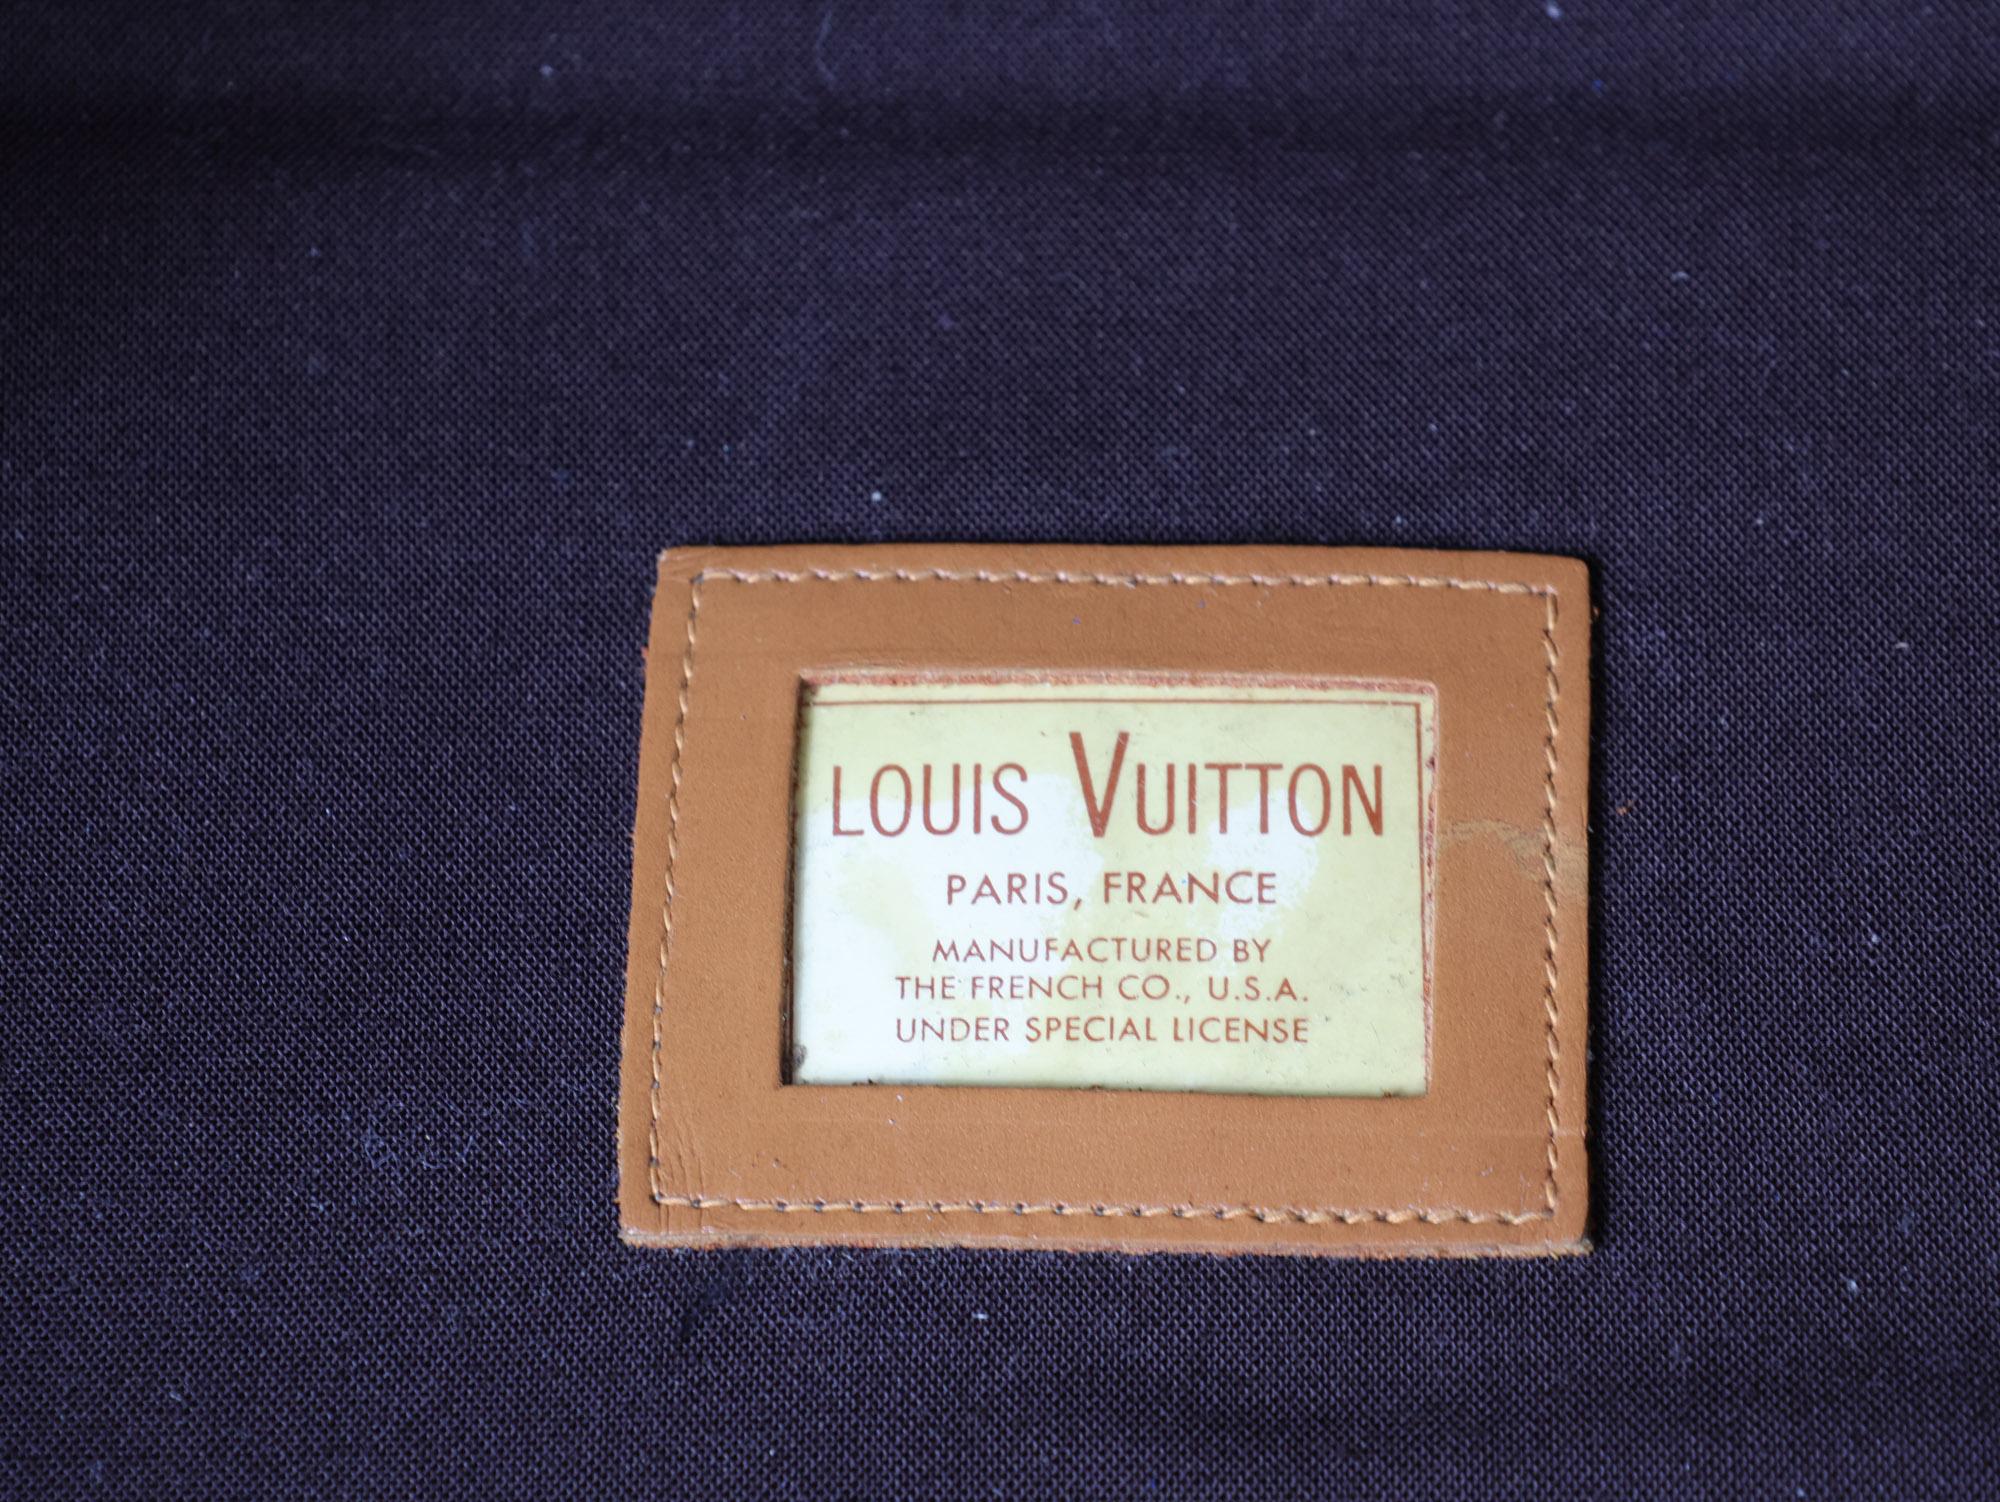 LOUIS VUITTON
PARIS, FRANCE
MANUFACTURED BY
THE FRENCH CO., U.S.A.
UNDER SPECIAL LICENSE